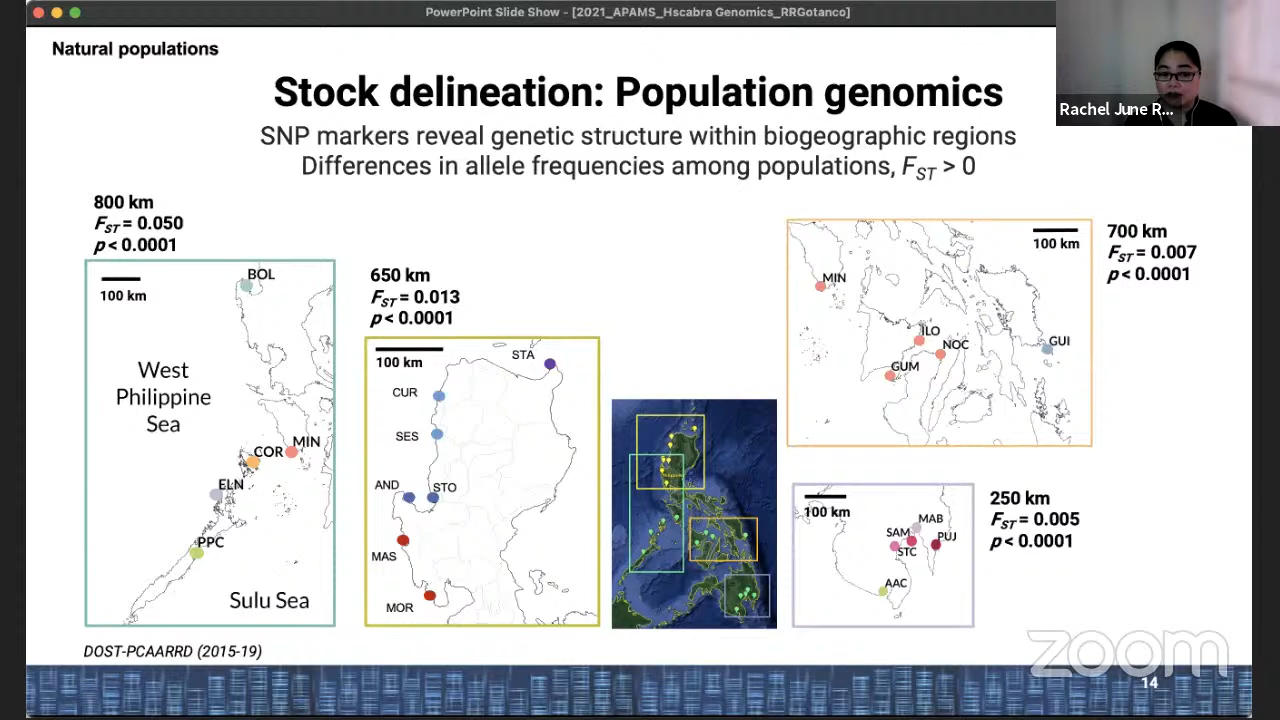 PowerPoint Slide Show - [2021_APAMS_Hscabra Genomics_RRGotanco]
Rachel June R...
Natural populations
Stock delineation: Population genomics
SNP markers reveal genetic structure within biogeographic regions
Differences in allele frequencies among populations, FST > 0
800 km
FST = 0.050
p < 0.0001
100 km
BOL
West
Philippine
Sea
MIN
COR
ELN
PPC
Sulu Sea
650 km
FST = 0.013
p < 0.0001
100 km
STA
CUR
SES
AND
STO
MAS
MOR
700 km
FST = 0.007
p < 0.0001
100 km
MIN
ILO
NOC
GUI
GUM
250 km
FST = 0.005
p < 0.0001
100 km
MAB
SAM
PUJ
STC
AAC
DOST-PCAARRD (2015-19)
zoom
14